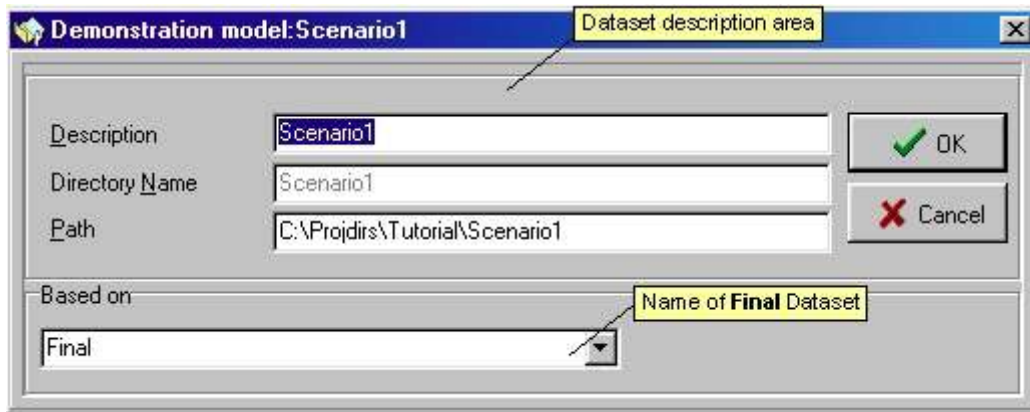 Demonstration model:Scenario1
Dataset description area
Description
Scenario1
Directory Name
Scenario1
Path
C:\Projdirs\Tutorial\Scenario1
OK
Cancel
Based on
Name of Final Dataset
Final